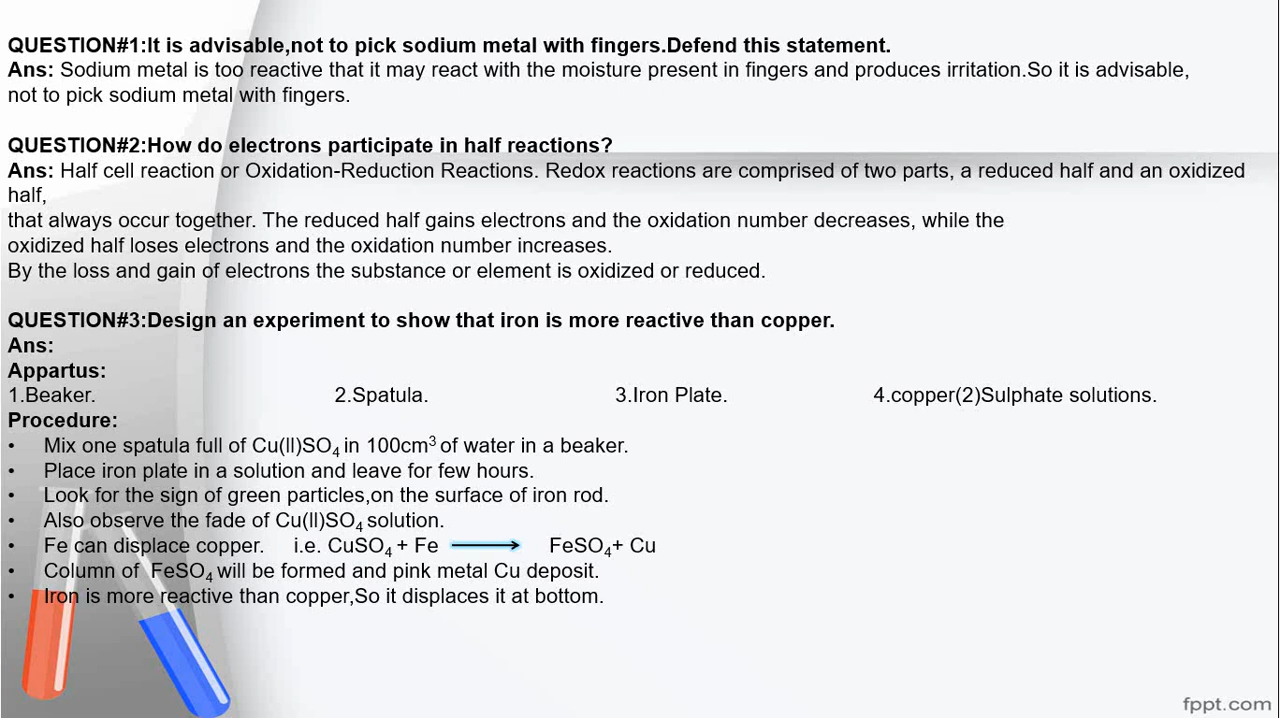 QUESTION#1:It is advisable,not to pick sodium metal with fingers.Defend this statement.
Ans: Sodium metal is too reactive that it may react with the moisture present in fingers and produces irritation.So it is advisable,
not to pick sodium metal with fingers.
QUESTION#2:How do electrons participate in half reactions?
Ans: Half cell reaction or Oxidation-Reduction Reactions. Redox reactions are comprised of two parts, a reduced half and an oxidized
half,
that always occur together. The reduced half gains electrons and the oxidation number decreases, while the
oxidized half loses electrons and the oxidation number increases.
By the loss and gain of electrons the substance or element is oxidized or reduced.
QUESTION#3:Design an experiment to show that iron is more reactive than copper.
Ans:
Appartus:
1.Beaker. 2.Spatula. 3.Iron Plate. 4.copper(2)Sulphate solutions.
Procedure:
• Mix one spatula full of Cu(ll)SO₄ in 100cm³ of water in a beaker.
• Place iron plate in a solution and leave for few hours.
• Look for the sign of green particles,on the surface of iron rod.
• Also observe the fade of Cu(ll)SO₄ solution.
• Fe can displace copper. i.e. CuSO₄ + Fe ⟶ FeSO₄+ Cu
• Column of FeSO₄ will be formed and pink metal Cu deposit.
• Iron is more reactive than copper,So it displaces it at bottom.
fppt.com